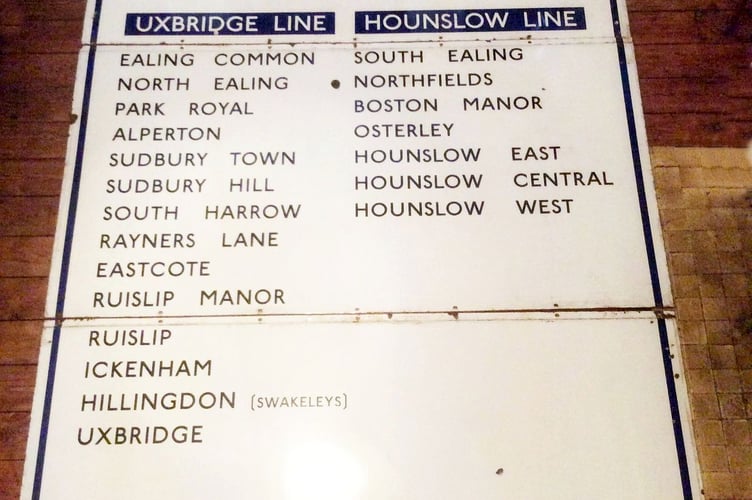 UXBRIDGE LINE
EALING COMMON
NORTH EALING
PARK ROYAL
ALPERTON
SUDBURY TOWN
SUDBURY HILL
SOUTH HARROW
RAYNERS LANE
EASTCOTE
RUISLIP MANOR
RUISLIP
ICKENHAM
HILLINGDON (SWAKELEYS)
UXBRIDGE
HOUNSLOW LINE
SOUTH EALING
NORTHFIELDS
BOSTON MANOR
OSTERLEY
HOUNSLOW EAST
HOUNSLOW CENTRAL
HOUNSLOW WEST